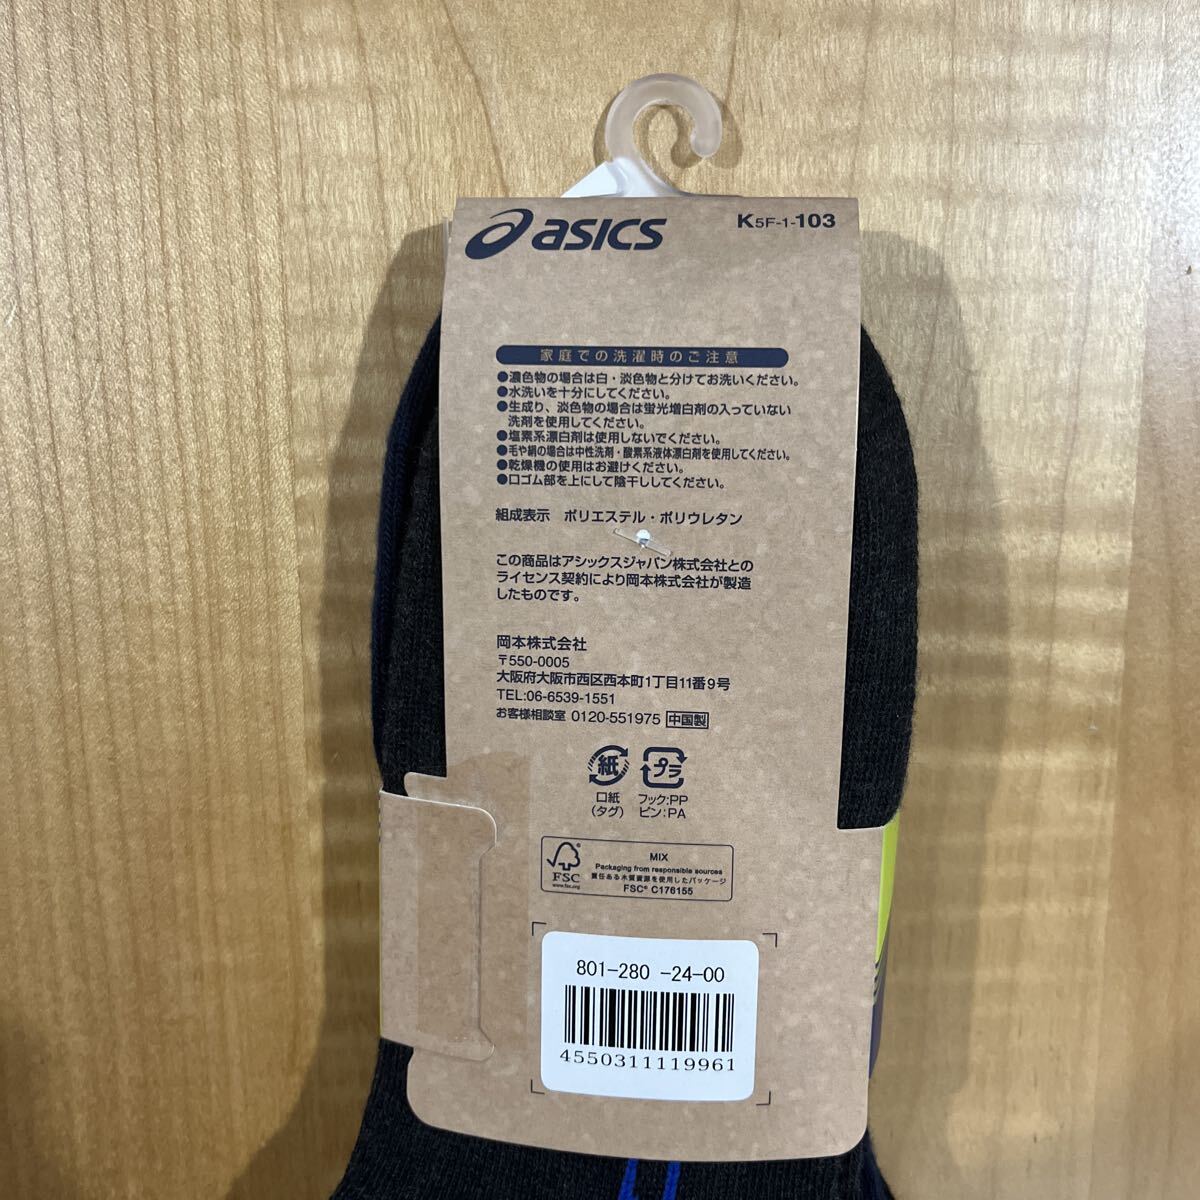 asics
K5F-1-103
家庭での洗濯時のご注意
●濃色物の場合は白・淡色物と分けてお洗いください。
●水洗いを十分にしてください。
●生成り、淡色物の場合は蛍光増白剤の入っていない
洗剤を使用してください。
●塩素系漂白剤は使用しないでください。
●毛や絹の場合は中性洗剤・酸素系液体漂白剤を使用してください。
●乾燥機の使用はお避けください。
●口ゴム部を上にして陰干ししてください。
組成表示 ポリエステル・ポリウレタン
この商品はアシックスジャパン株式会社との
ライセンス契約により岡本株式会社が製造
したものです。
岡本株式会社
〒550-0005
大阪府大阪市西区西本町1丁目11番9号
TEL:06-6539-1551
お客様相談室 0120-551975 中国製
紙 プラ
口紙 フック:PP
(タグ) ピン:PA
FSC
www.fsc.org
MIX
Packaging from responsible sources
責任ある木質資源を使用したパッケージ
FSC® C176155
801-280 -24-00
4550311119961